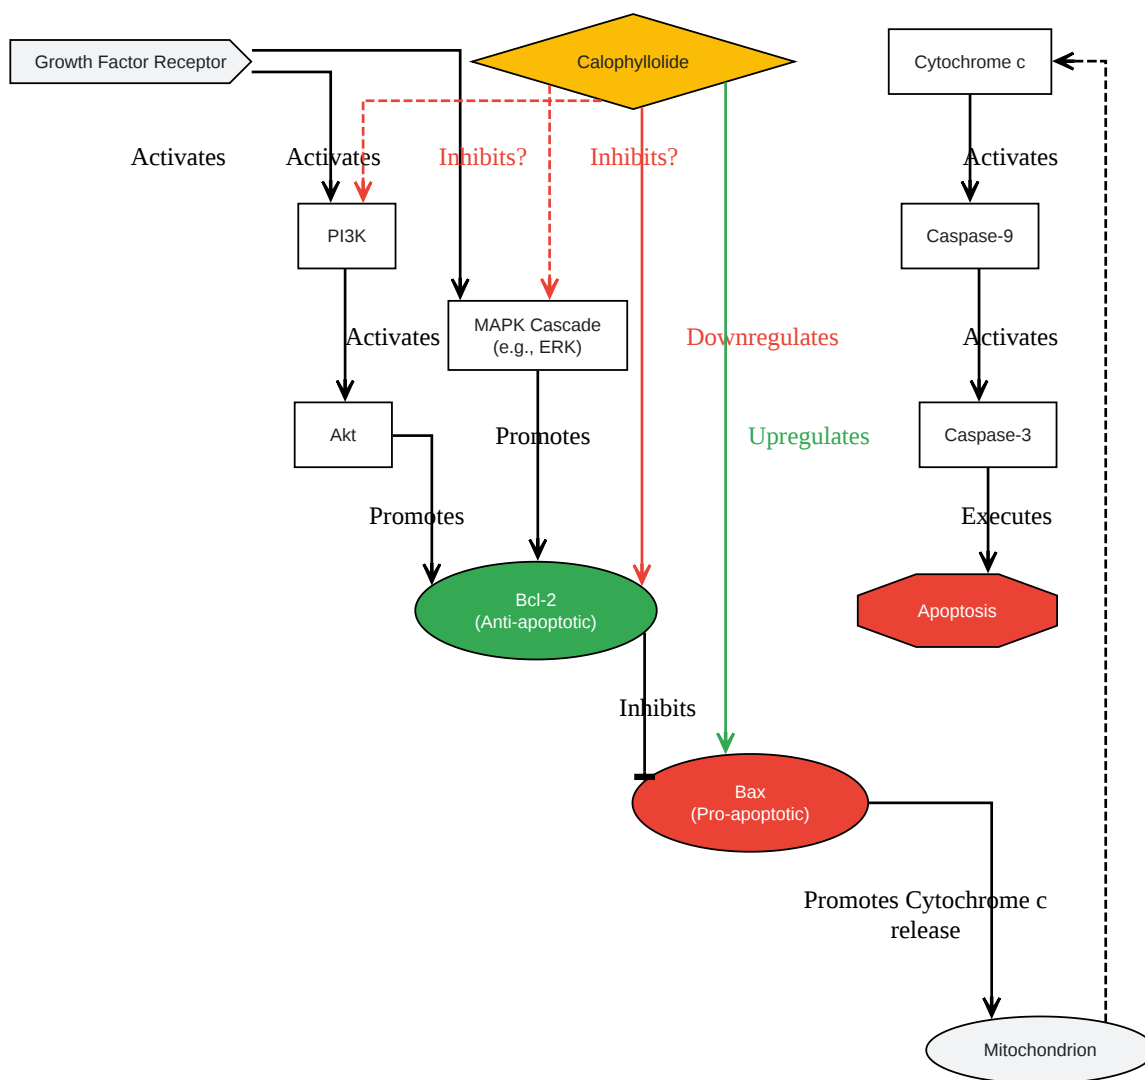 Growth Factor Receptor
Calophyllolide
Cytochrome c
Activates
Activates
Inhibits?
Inhibits?
Activates
PI3K
Caspase-9
MAPK Cascade
(e.g., ERK)
Activates
Downregulates
Activates
Akt
Promotes
Upregulates
Caspase-3
Promotes
Executes
Bcl-2
(Anti-apoptotic)
Apoptosis
Inhibits
Bax
(Pro-apoptotic)
Promotes Cytochrome c
release
Mitochondrion